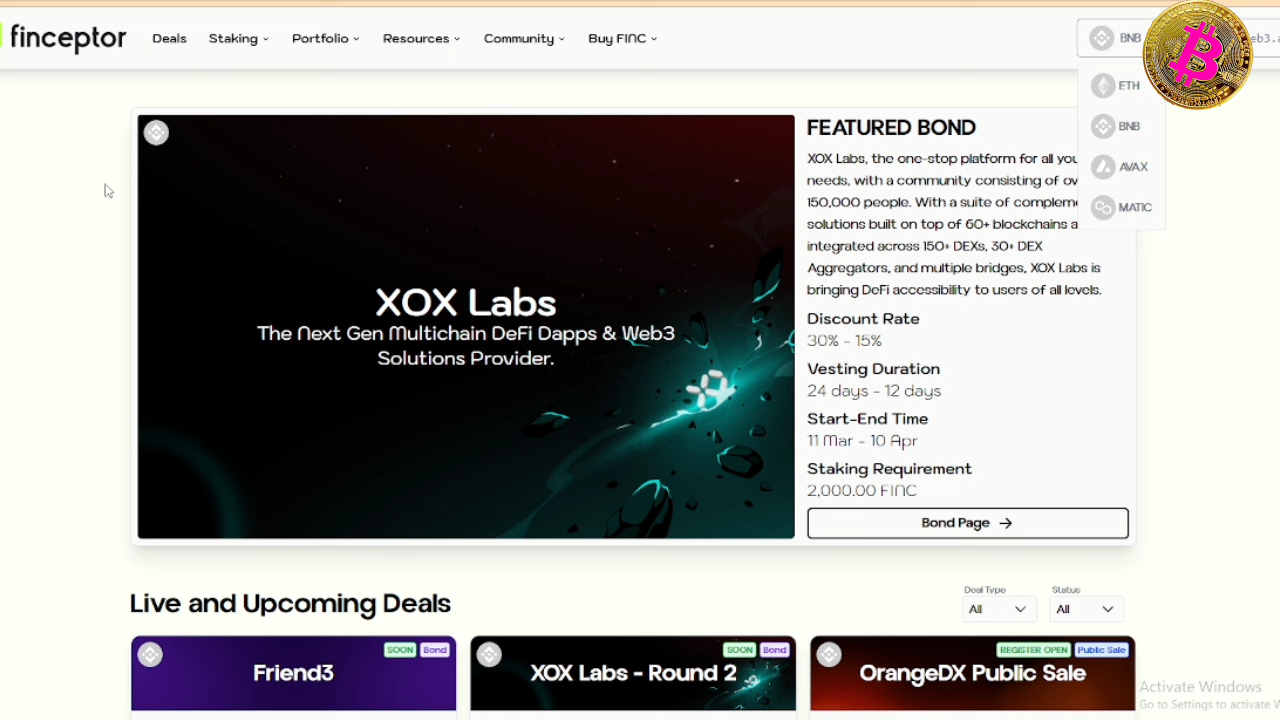 finceptor
Deals
Staking
Portfolio
Resources
Community
Buy FINC
BNB
ETH
BNB
AVAX
MATIC
XOX Labs
The Next Gen Multichain DeFi Dapps & Web3
Solutions Provider.
FEATURED BOND
XOX Labs, the one-stop platform for all you
needs, with a community consisting of ov
150,000 people. With a suite of compleme
solutions built on top of 60+ blockchains a
integrated across 150+ DEXs, 30+ DEX
Aggregators, and multiple bridges, XOX Labs is
bringing DeFi accessibility to users of all levels.
Discount Rate
30% - 15%
Vesting Duration
24 days - 12 days
Start-End Time
11 Mar - 10 Apr
Staking Requirement
2,000.00 FINC
Bond Page →
Live and Upcoming Deals
Deal Type
All
Status
All
SOON Bond
Friend3
SOON Bond
XOX Labs - Round 2
REGISTER OPEN Public Sale
OrangeDX Public Sale
Activate Windows
Go to Settings to activate W